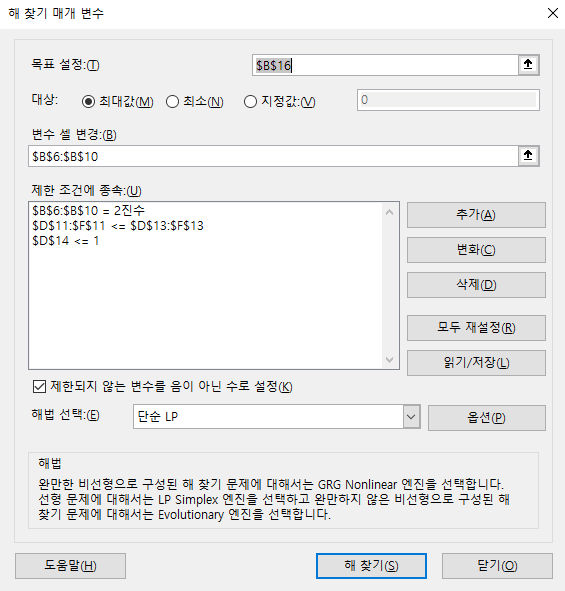 해 찾기 매개 변수
목표 설정:(T)
$B$16
대상:
최대값(M)
최소(N)
지정값:(V)
0
변수 셀 변경:(B)
$B$6:$B$10
제한 조건에 종속:(U)
$B$6:$B$10 = 2진수
$D$11:$F$11 <= $D$13:$F$13
$D$14 <= 1
추가(A)
변화(C)
삭제(D)
모두 재설정(R)
읽기/저장(L)
제한되지 않는 변수를 음이 아닌 수로 설정(K)
해법 선택:(E)
단순 LP
옵션(P)
해법
완만한 비선형으로 구성된 해 찾기 문제에 대해서는 GRG Nonlinear 엔진을 선택합니다.
선형 문제에 대해서는 LP Simplex 엔진을 선택하고 완만하지 않은 비선형으로 구성된 해
찾기 문제에 대해서는 Evolutionary 엔진을 선택합니다.
도움말(H)
해 찾기(S)
닫기(O)